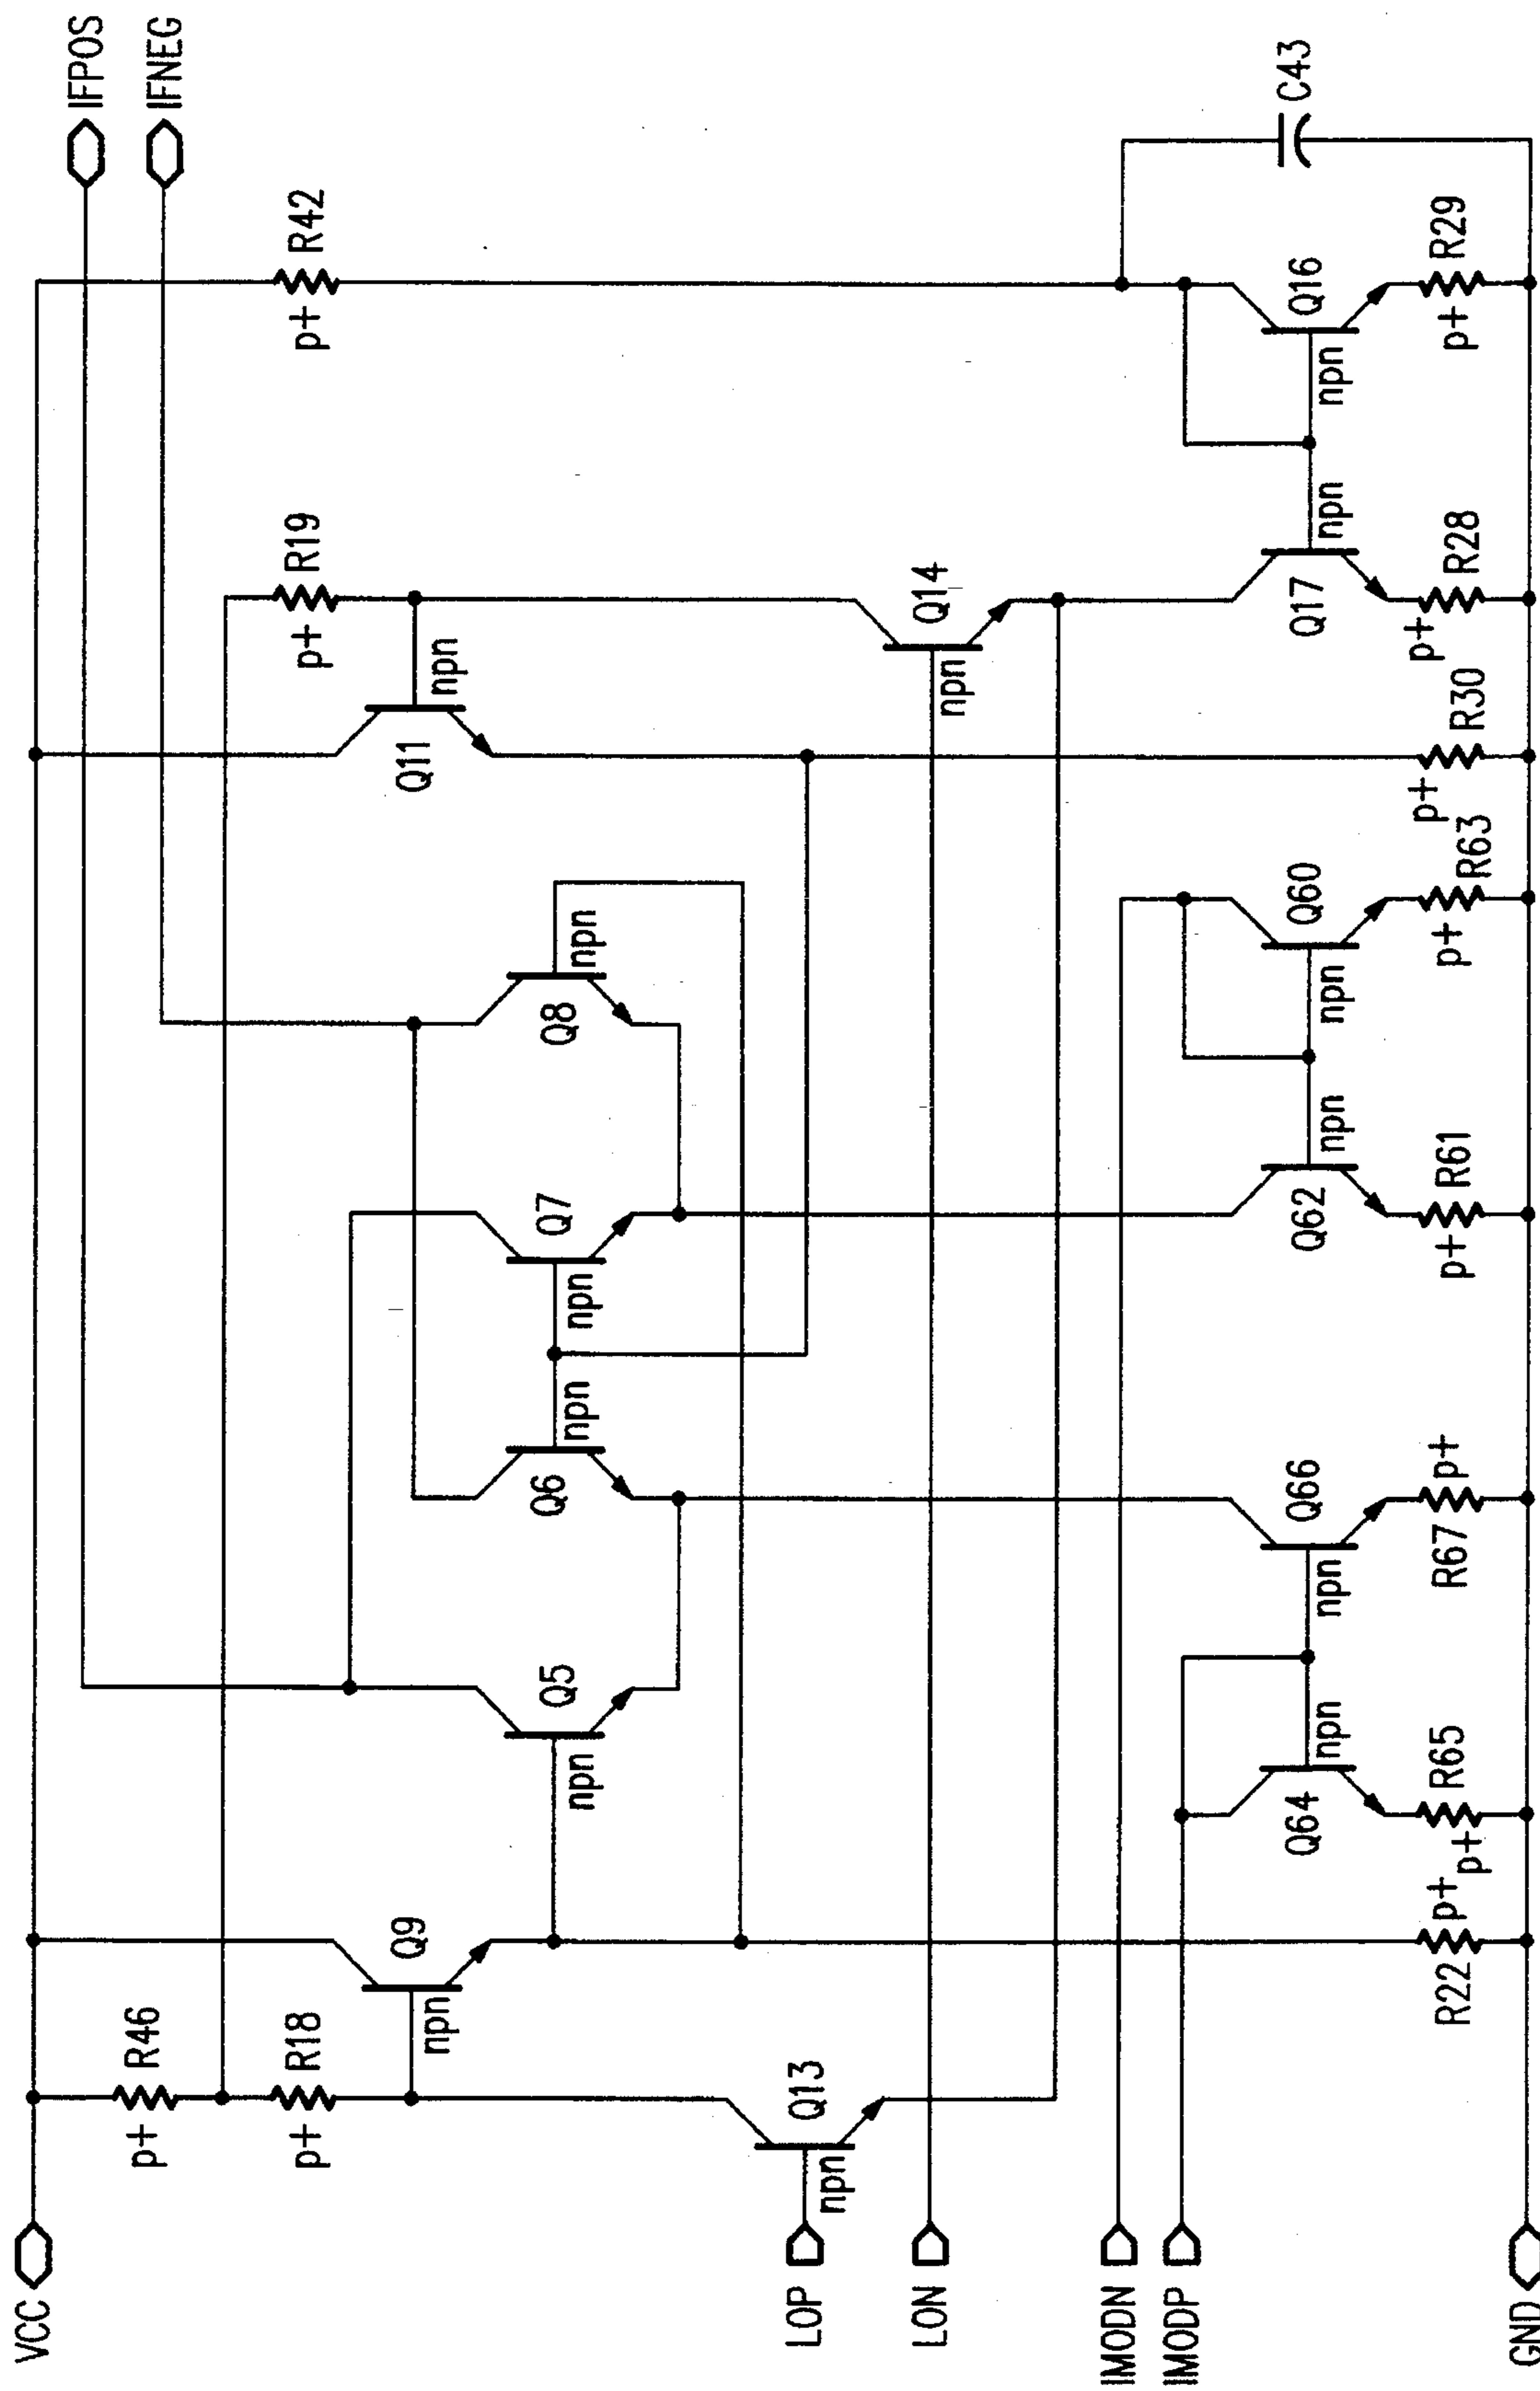 VCC
IFPOS
IFNEG
p+ R46
p+ R18
p+ R19
p+ R42
npn Q9
Q11 npn
npn Q5
Q6 npn
npn Q7
Q8 npn
LOP
npn Q13
LON
npn Q14
IMODN
IMODP
Q64 npn
npn Q66
Q62 npn
npn Q60
Q17 npn
npn Q16
C43
R22 p+
p+ R65
R67 p+
p+ R61
p+ R63
p+ R30
p+ R28
p+ R29
GND